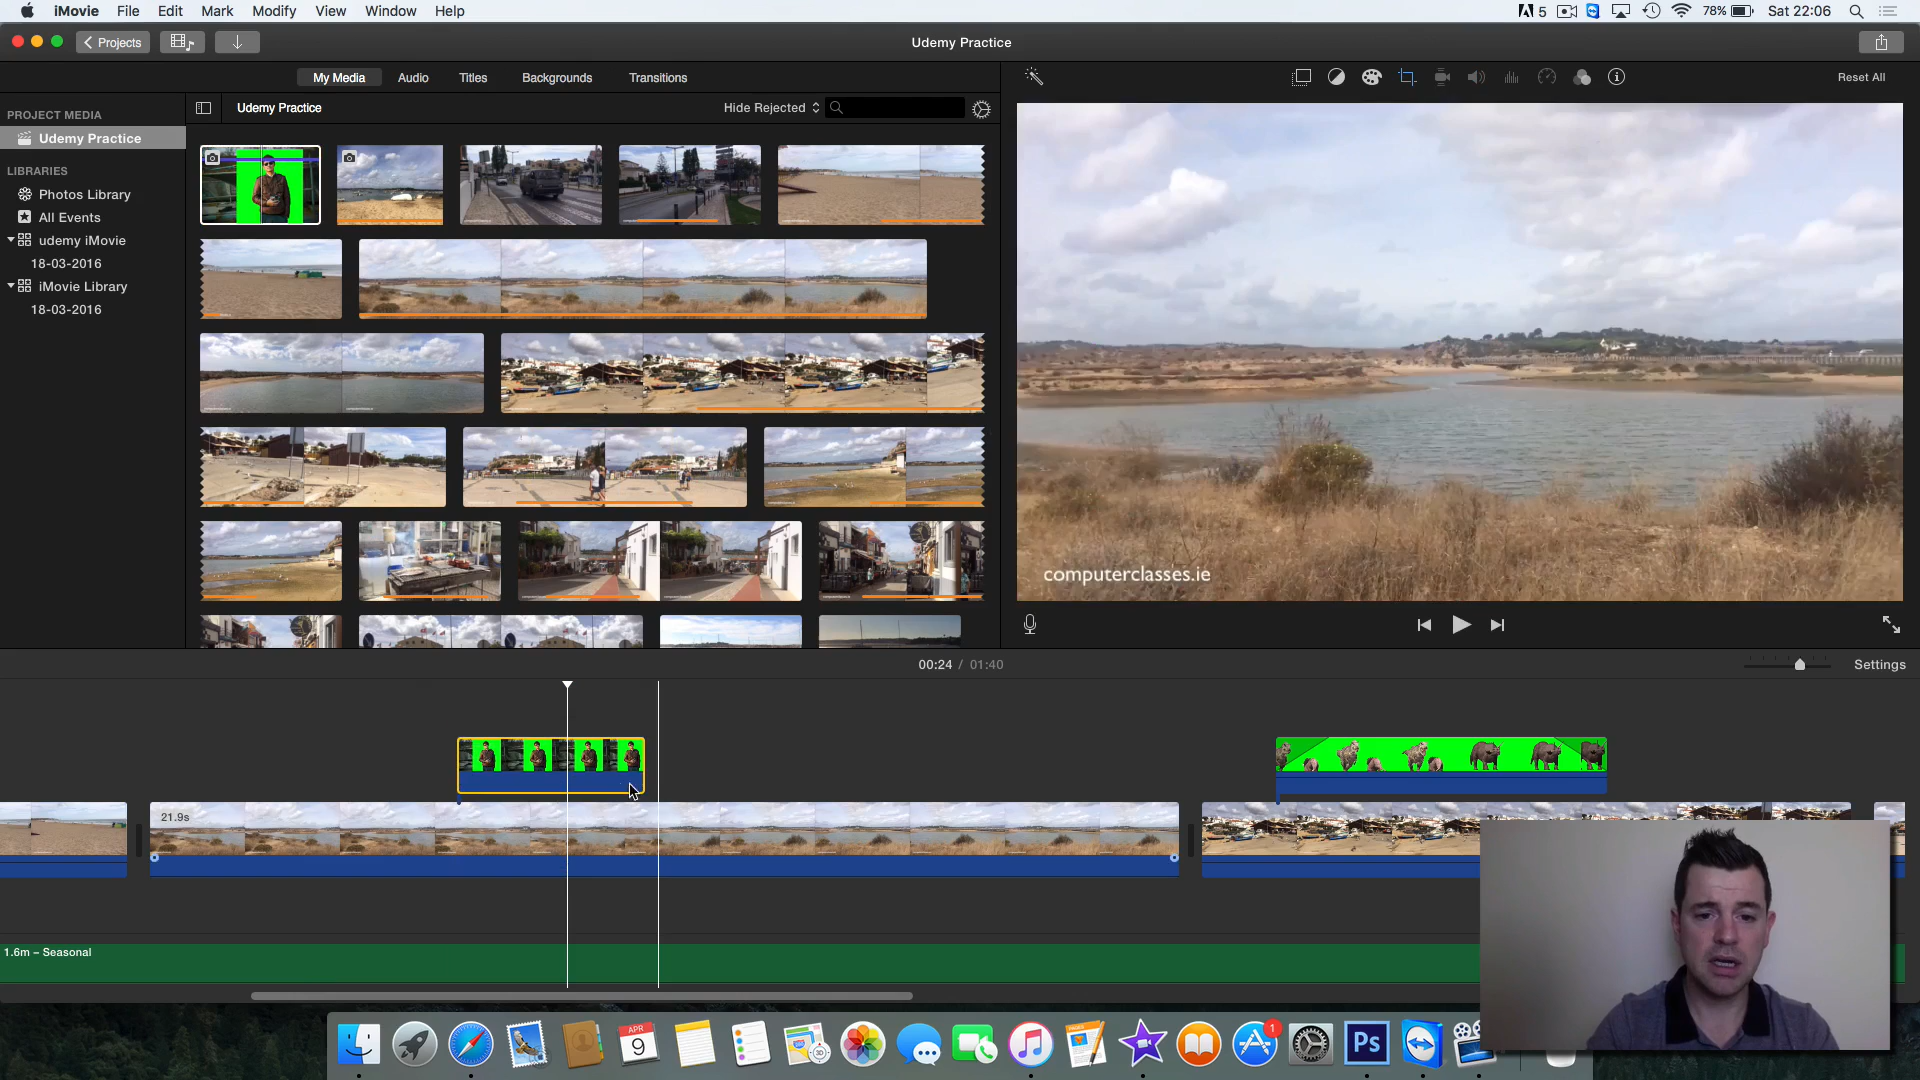 iMovie File Edit Mark Modify View Window Help 5 78% Sat 22:06
Projects Udemy Practice
My Media Audio Titles Backgrounds Transitions Reset All
PROJECT MEDIA Udemy Practice Hide Rejected
Udemy Practice
LIBRARIES
Photos Library
All Events
udemy iMovie
18-03-2016
iMovie Library
18-03-2016
computerclasses.ie
00:24 / 01:40 Settings
21.9s
1.6m – Seasonal
APR
9
3D
PAGES
1
Ps